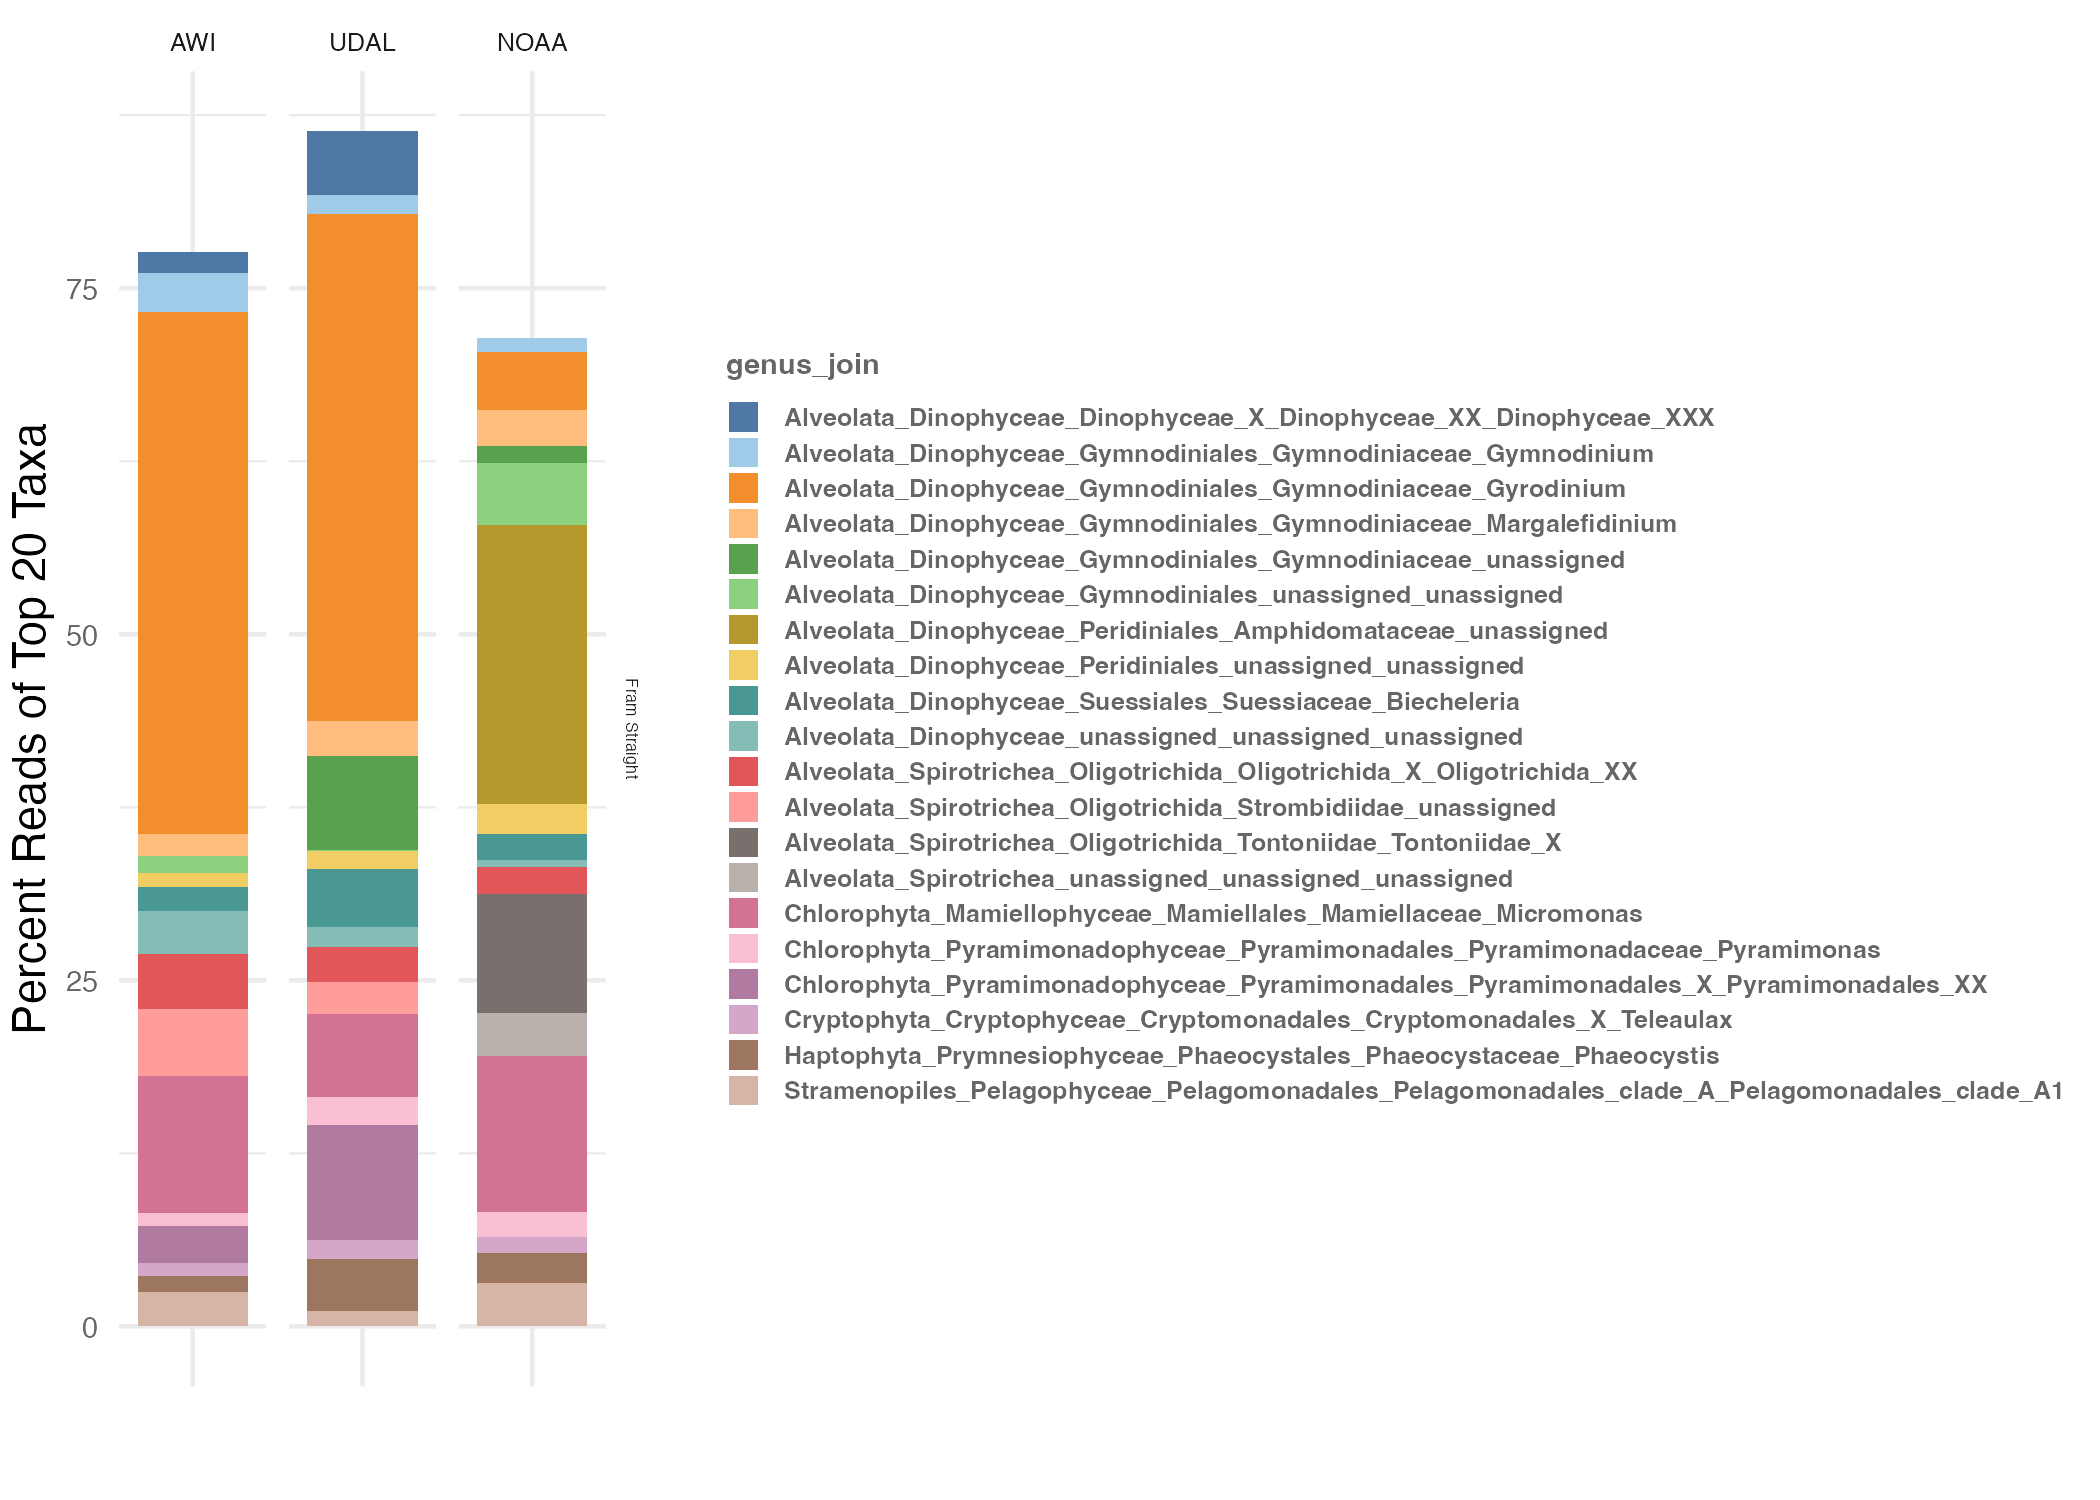 AWI
UDAL
NOAA
Percent Reads of Top 20 Taxa
75
50
25
0
Fram Straight
genus_join
Alveolata_Dinophyceae_Dinophyceae_X_Dinophyceae_XX_Dinophyceae_XXX
Alveolata_Dinophyceae_Gymnodiniales_Gymnodiniaceae_Gymnodinium
Alveolata_Dinophyceae_Gymnodiniales_Gymnodiniaceae_Gyrodinium
Alveolata_Dinophyceae_Gymnodiniales_Gymnodiniaceae_Margalefidinium
Alveolata_Dinophyceae_Gymnodiniales_Gymnodiniaceae_unassigned
Alveolata_Dinophyceae_Gymnodiniales_unassigned_unassigned
Alveolata_Dinophyceae_Peridiniales_Amphidomataceae_unassigned
Alveolata_Dinophyceae_Peridiniales_unassigned_unassigned
Alveolata_Dinophyceae_Suessiales_Suessiaceae_Biecheleria
Alveolata_Dinophyceae_unassigned_unassigned_unassigned
Alveolata_Spirotrichea_Oligotrichida_Oligotrichida_X_Oligotrichida_XX
Alveolata_Spirotrichea_Oligotrichida_Strombidiidae_unassigned
Alveolata_Spirotrichea_Oligotrichida_Tontoniidae_Tontoniidae_X
Alveolata_Spirotrichea_unassigned_unassigned_unassigned
Chlorophyta_Mamiellophyceae_Mamiellales_Mamiellaceae_Micromonas
Chlorophyta_Pyramimonadophyceae_Pyramimonadales_Pyramimonadaceae_Pyramimonas
Chlorophyta_Pyramimonadophyceae_Pyramimonadales_Pyramimonadales_X_Pyramimonadales_XX
Cryptophyta_Cryptophyceae_Cryptomonadales_Cryptomonadales_X_Teleaulax
Haptophyta_Prymnesiophyceae_Phaeocystales_Phaeocystaceae_Phaeocystis
Stramenopiles_Pelagophyceae_Pelagomonadales_Pelagomonadales_clade_A_Pelagomonadales_clade_A1